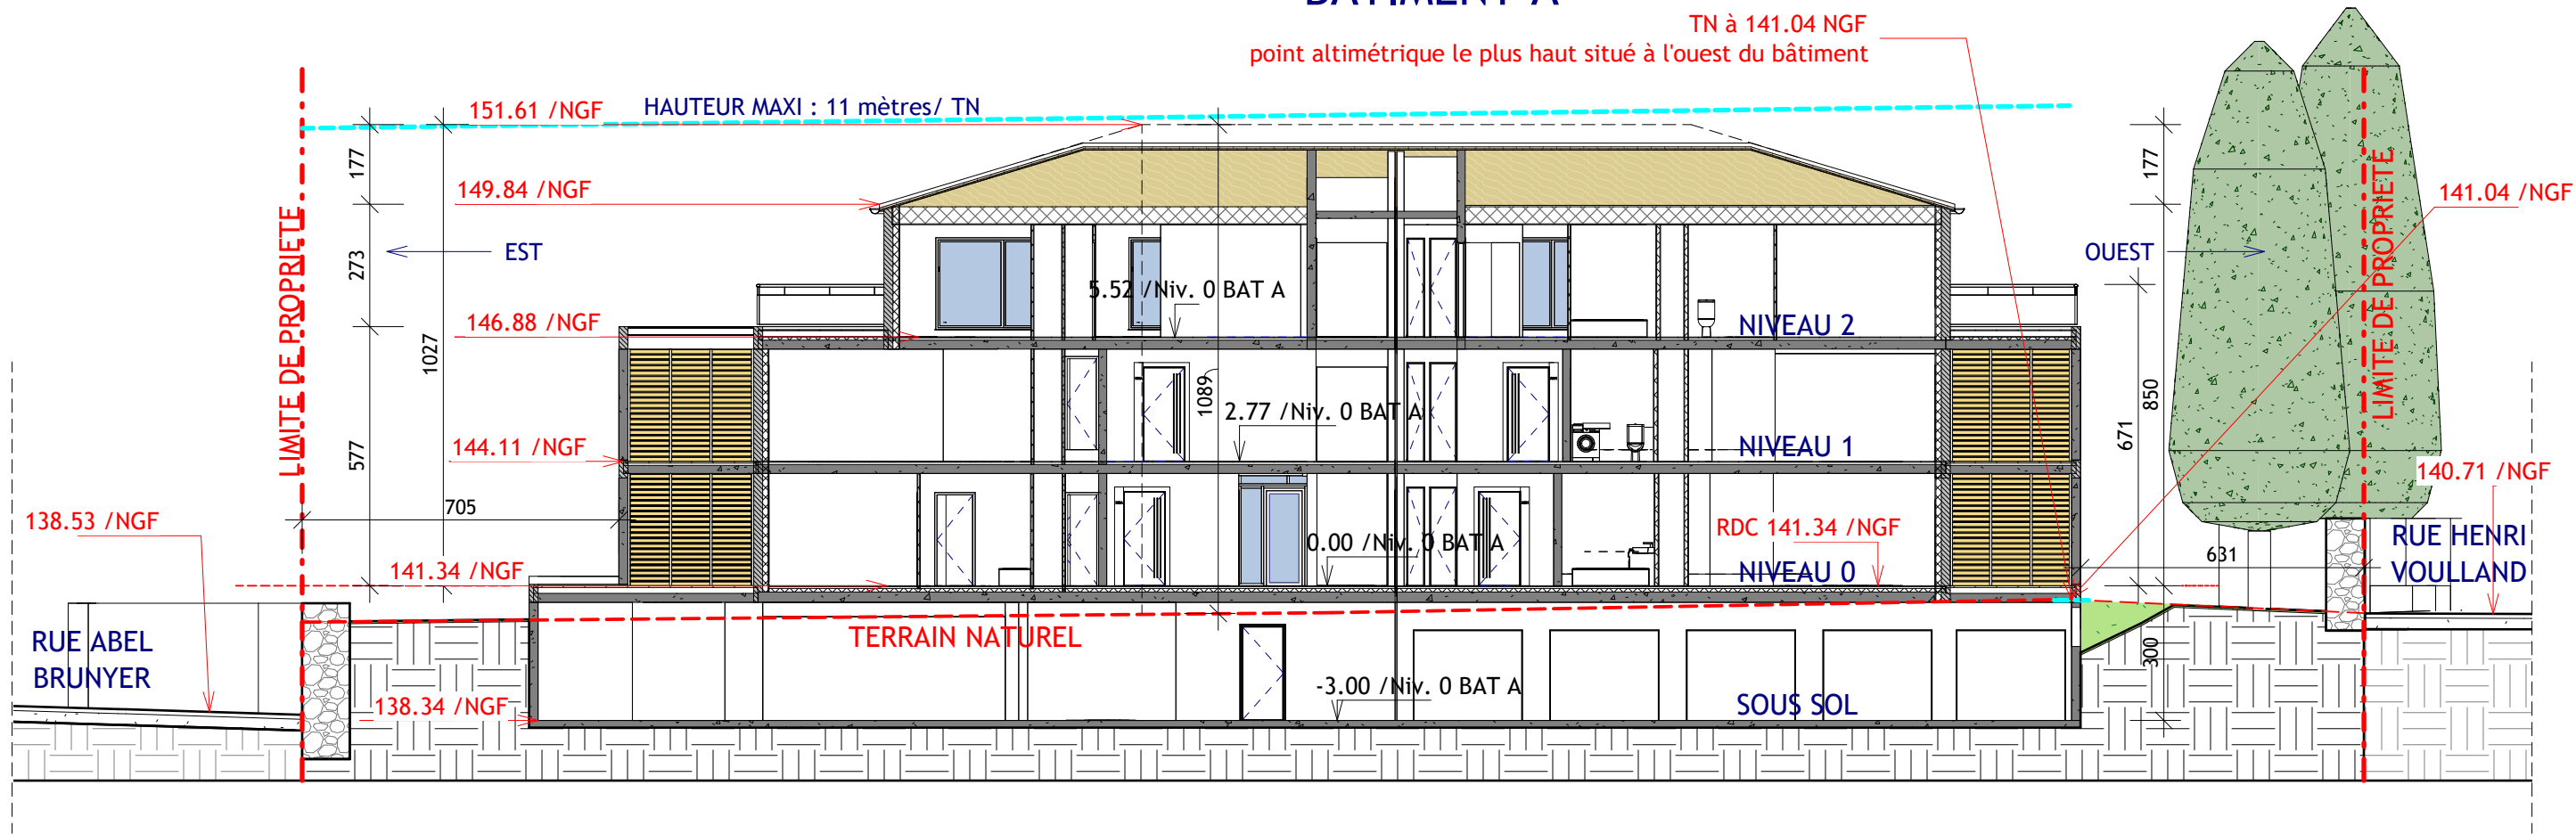 BATIMENT A
TN à 141.04 NGF
point altimétrique le plus haut situé à l'ouest du bâtiment
151.61 /NGF
HAUTEUR MAXI : 11 mètres/ TN
177
177
149.84 /NGF
141.04 /NGF
LIMITE DE PROPRIETE
LIMITE DE PROPRIETE
273
EST
OUEST
5.52 /Niv. 0 BAT A
146.88 /NGF
NIVEAU 2
1027
1089
850
671
2.77 /Niv. 0 BAT A
144.11 /NGF
577
NIVEAU 1
140.71 /NGF
705
138.53 /NGF
RDC 141.34 /NGF
0.00 /Niv. 0 BAT A
RUE HENRI
VOULLAND
631
141.34 /NGF
NIVEAU 0
TERRAIN NATUREL
RUE ABEL
BRUNYER
300
-3.00 /Niv. 0 BAT A
138.34 /NGF
SOUS SOL